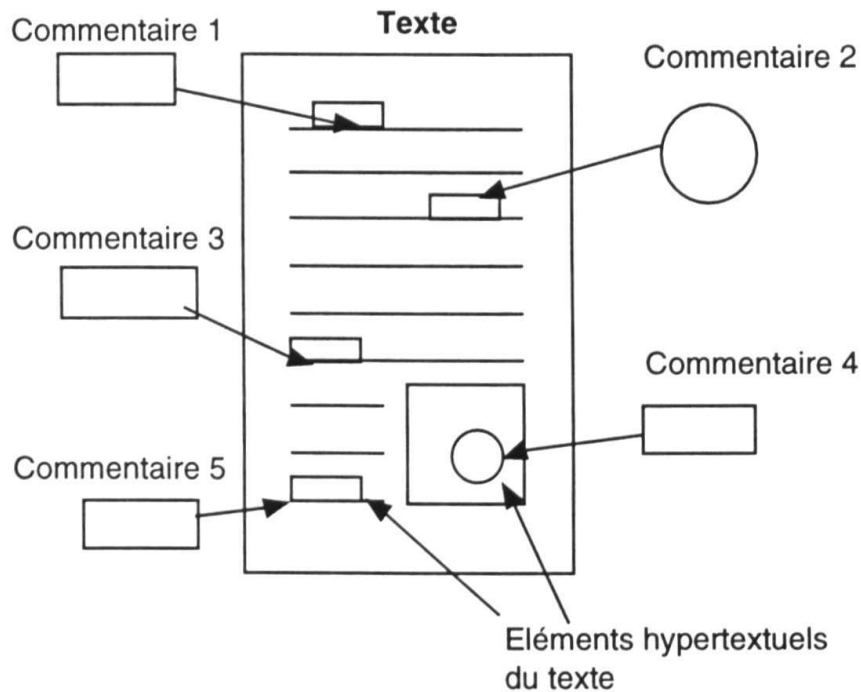 Texte
Commentaire 1
Commentaire 2
Commentaire 3
Commentaire 4
Commentaire 5
Eléments hypertextuels
du texte